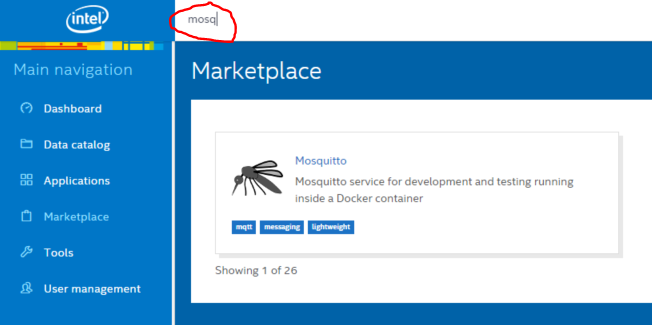 intel
mosq
Main navigation
Dashboard
Data catalog
Applications
Marketplace
Tools
User management
Marketplace
Mosquitto
Mosquitto service for development and testing running
inside a Docker container
mqtt messaging lightweight
Showing 1 of 26